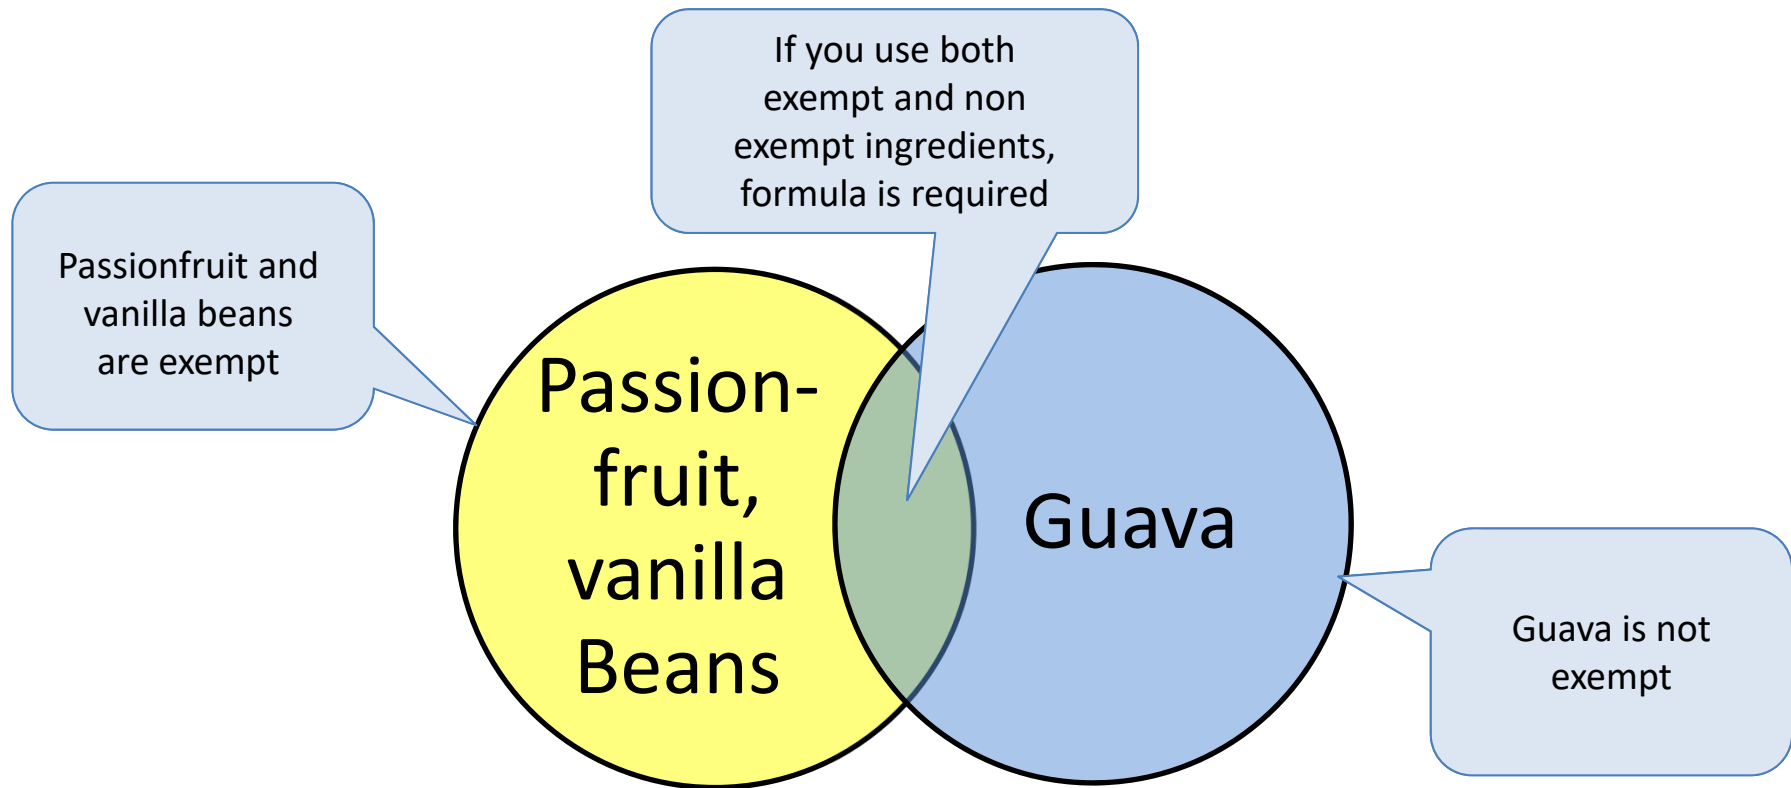 If you use both
exempt and non
exempt ingredients,
formula is required
Passionfruit and
vanilla beans
are exempt
Passion-
fruit,
vanilla
Beans
Guava
Guava is not
exempt